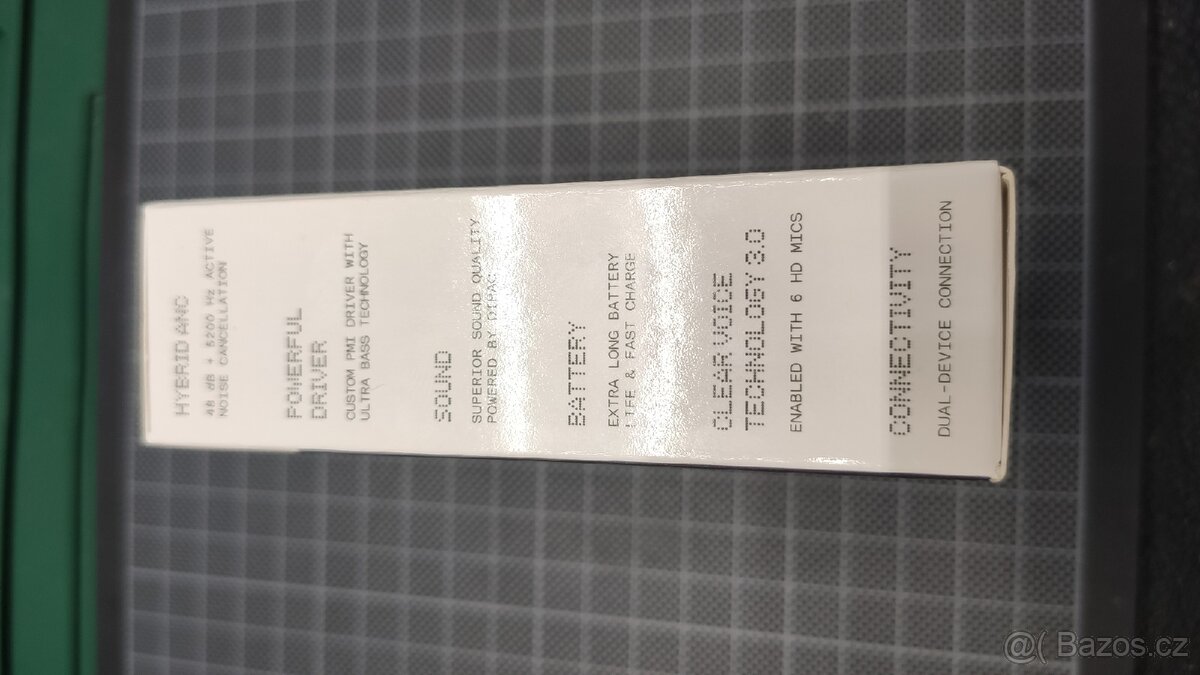 HYBRID ANC
48 dB + 5200 Hz ACTIVE
NOISE CANCELLATION
POWERFUL
DRIVER
CUSTOM PMI DRIVER WITH
ULTRA BASS TECHNOLOGY
SOUND
SUPERIOR SOUND QUALITY
POWERED BY DIRAC
BATTERY
EXTRA LONG BATTERY
LIFE & FAST CHARGE
CLEAR VOICE
TECHNOLOGY 3.0
ENABLED WITH 6 HD MICS
CONNECTIVITY
DUAL-DEVICE CONNECTION
@( Bazos.cz